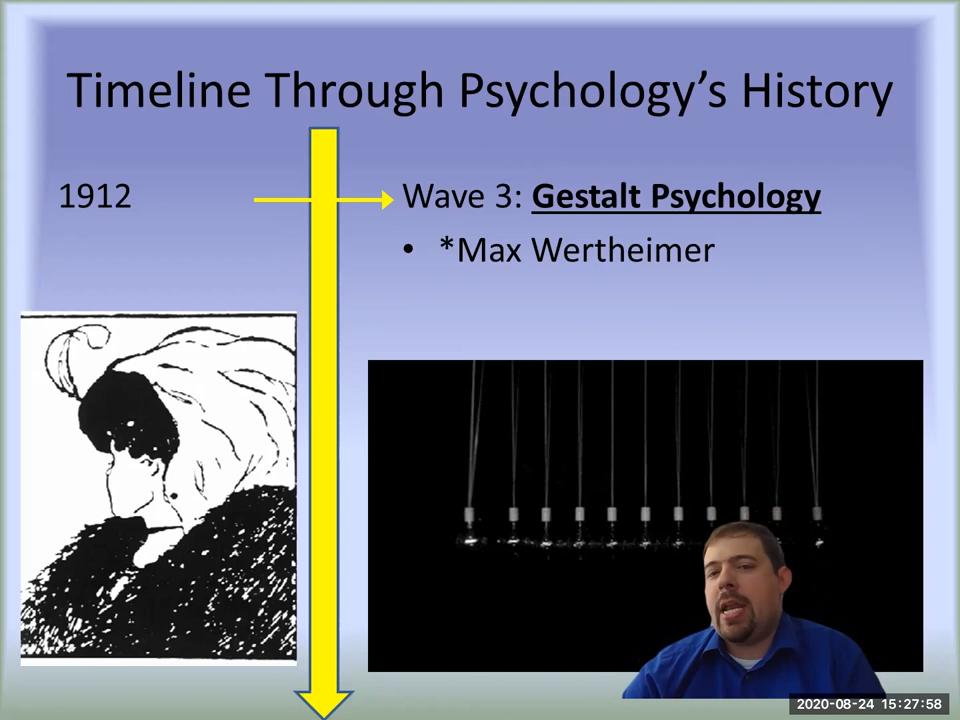 Timeline Through Psychology’s History
1912
Wave 3: Gestalt Psychology
• *Max Wertheimer
2020-08-24 15:27:58